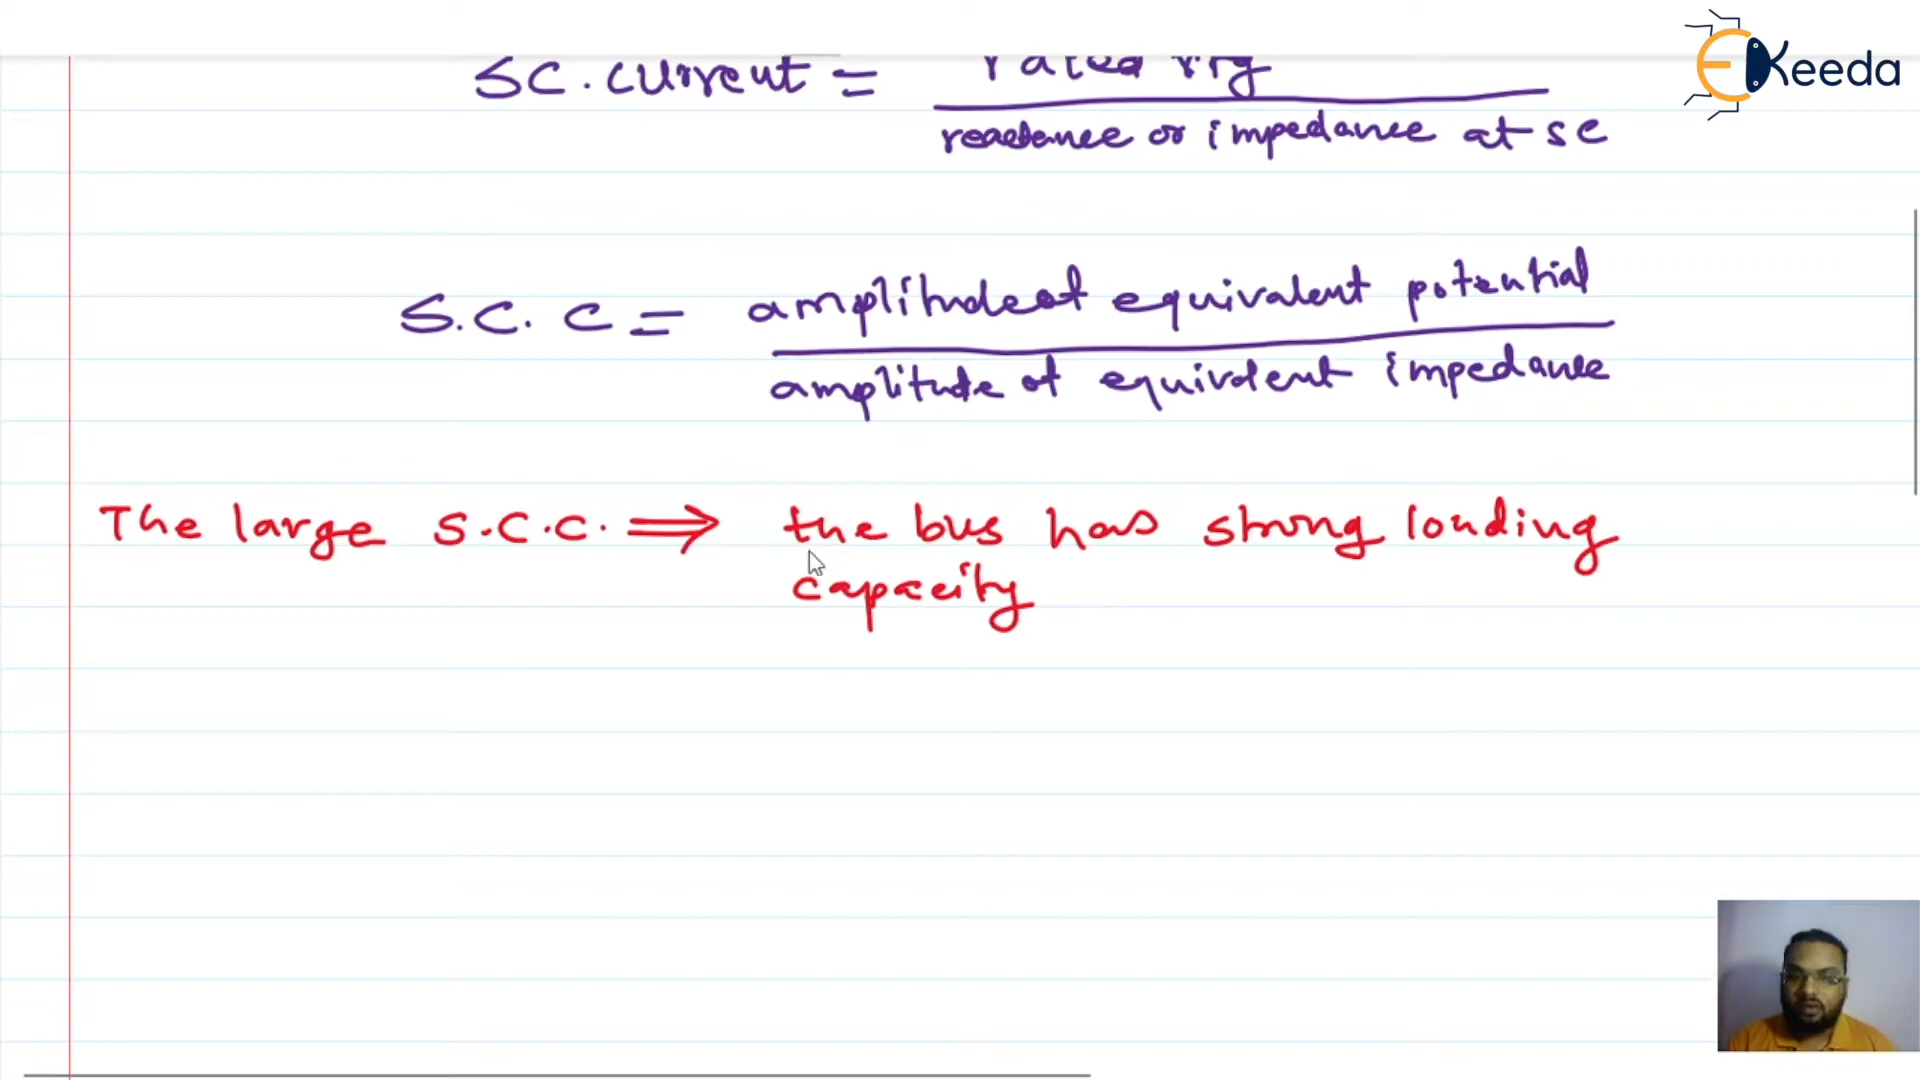 SC. current =
reactance or impedance at SC
S.C. C = amplitude of equivalent potential
amplitude of equivalent impedance
The large S.C.C. ⇒ the bus has strong loading
capacity
EKeeda